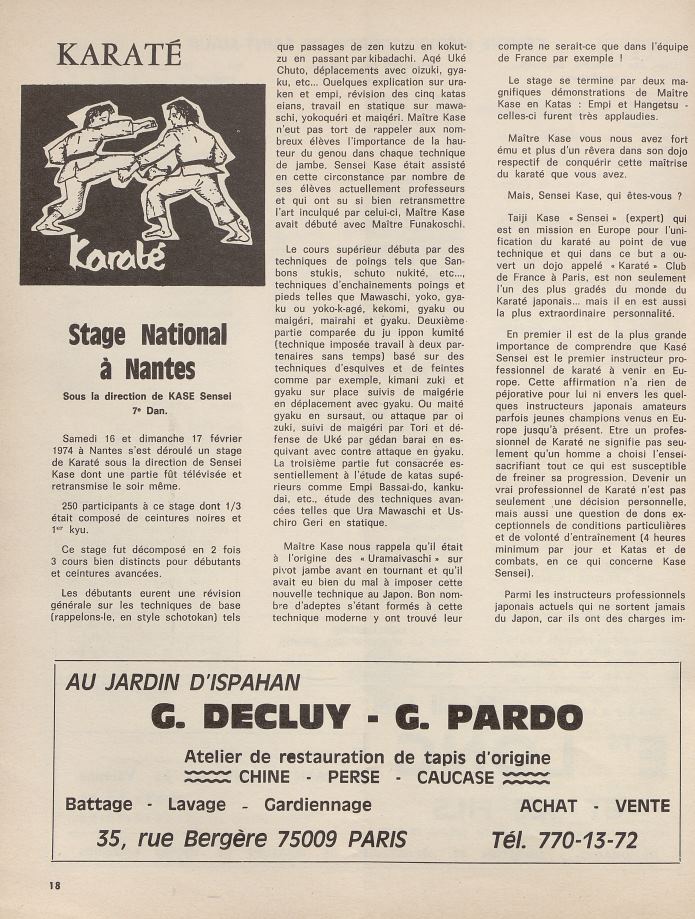 KARATÉ
Karaté
Stage National
à Nantes
Sous la direction de KASE Sensei
7e Dan.
Samedi 16 et dimanche 17 février
1974 à Nantes s'est déroulé un stage
de Karaté sous la direction de Sensei
Kase dont une partie fût télévisée et
retransmise le soir même.
250 participants à ce stage dont 1/3
était composé de ceintures noires et
1er kyu.
Ce stage fut décomposé en 2 fois
3 cours bien distincts pour débutants
et ceintures avancées.
Les débutants eurent une révision
générale sur les techniques de base
(rappelons-le, en style schotokan) tels
que passages de zen kutzu en kokut-
zu en passant par kibadachi. Aqé Uké
Chuto, déplacements avec oizuki, gya-
ku, etc... Quelques explication sur ura-
ken et empi, révision des cinq katas
eians, travail en statique sur mawa-
schi, yokoquéri et maiqéri. Maître Kase
n'eut pas tort de rappeler aux nom-
breux élèves l'importance de la hau-
teur du genou dans chaque technique
de jambe. Sensei Kase était assisté
en cette circonstance par nombre de
ses élèves actuellement professeurs
et qui ont su si bien retransmettre
l'art inculqué par celui-ci, Maître Kase
avait débuté avec Maître Funakoschi.
Le cours supérieur débuta par des
techniques de poings tels que San-
bons stukis, schuto nukité, etc...,
techniques d'enchainements poings et
pieds telles que Mawaschi, yoko, gya-
ku ou yoko-k-agé, kekomi, gyaku ou
maigéri, mairahi et gyaku. Deuxième
partie comparée du ju ippon kumité
(technique imposée travail à deux par-
tenaires sans temps) basé sur des
techniques d'esquives et de feintes
comme par exemple, kimani zuki et
gyaku sur place suivis de maigérie
en déplacement avec gyaku. Ou maité
gyaku en sursaut, ou attaque par oi
zuki, suivi de maigéri par Tori et dé-
fense de Uké par gédan barai en es-
quivant avec contre attaque en gyaku.
La troisième partie fut consacrée es-
sentiellement à l'étude de katas supé-
rieurs comme Empi Bassai-do, kanku-
dai, etc., étude des techniques avan-
cées telles que Ura Mawaschi et Us-
chiro Geri en statique.
Maître Kase nous rappela qu'il était
à l'origine des « Uramaivaschi » sur
pivot jambe avant en tournant et qu'il
avait eu bien du mal à imposer cette
nouvelle technique au Japon. Bon nom-
bre d'adeptes s'étant formés à cette
technique moderne y ont trouvé leur
compte ne serait-ce que dans l'équipe
de France par exemple !
Le stage se termine par deux ma-
gnifiques démonstrations de Maître
Kase en Katas : Empi et Hangetsu -
celles-ci furent très applaudies.
Maître Kase vous nous avez fort
ému et plus d'un rêvera dans son dojo
respectif de conquérir cette maîtrise
du karaté que vous avez.
Mais, Sensei Kase, qui êtes-vous ?
Taiji Kase « Sensei » (expert) qui
est en mission en Europe pour l'uni-
fication du karaté au point de vue
technique et qui dans ce but a ou-
vert un dojo appelé « Karaté » Club
de France à Paris, est non seulement
l'un des plus gradés du monde du
Karaté japonais... mais il en est aussi
la plus extraordinaire personnalité.
En premier il est de la plus grande
importance de comprendre que Kasé
Sensei est le premier instructeur pro-
fessionnel de karaté à venir en Eu-
rope. Cette affirmation n'a rien de
péjorative pour lui ni envers les quel-
ques instructeurs japonais amateurs
parfois jeunes champions venus en Eu-
rope jusqu'à présent. Etre un profes-
sionnel de Karaté ne signifie pas seu-
lement qu'un homme a choisi l'ensei-
sacrifiant tout ce qui est susceptible
de freiner sa progression. Devenir un
vrai professionnel de Karaté n'est pas
seulement une décision personnelle,
mais aussi une question de dons ex-
ceptionnels de conditions particulières
et de volonté d'entraînement (4 heures
minimum par jour et Katas et de
combats, en ce qui concerne Kase
Sensei).
Parmi les instructeurs professionnels
japonais actuels qui ne sortent jamais
du Japon, car ils ont des charges im-
AU JARDIN D'ISPAHAN
G. DECLUY - G. PARDO
Atelier de restauration de tapis d'origine
CHINE - PERSE - CAUCASE
Battage - Lavage - Gardiennage ACHAT - VENTE
35, rue Bergère 75009 PARIS Tél. 770-13-72
18